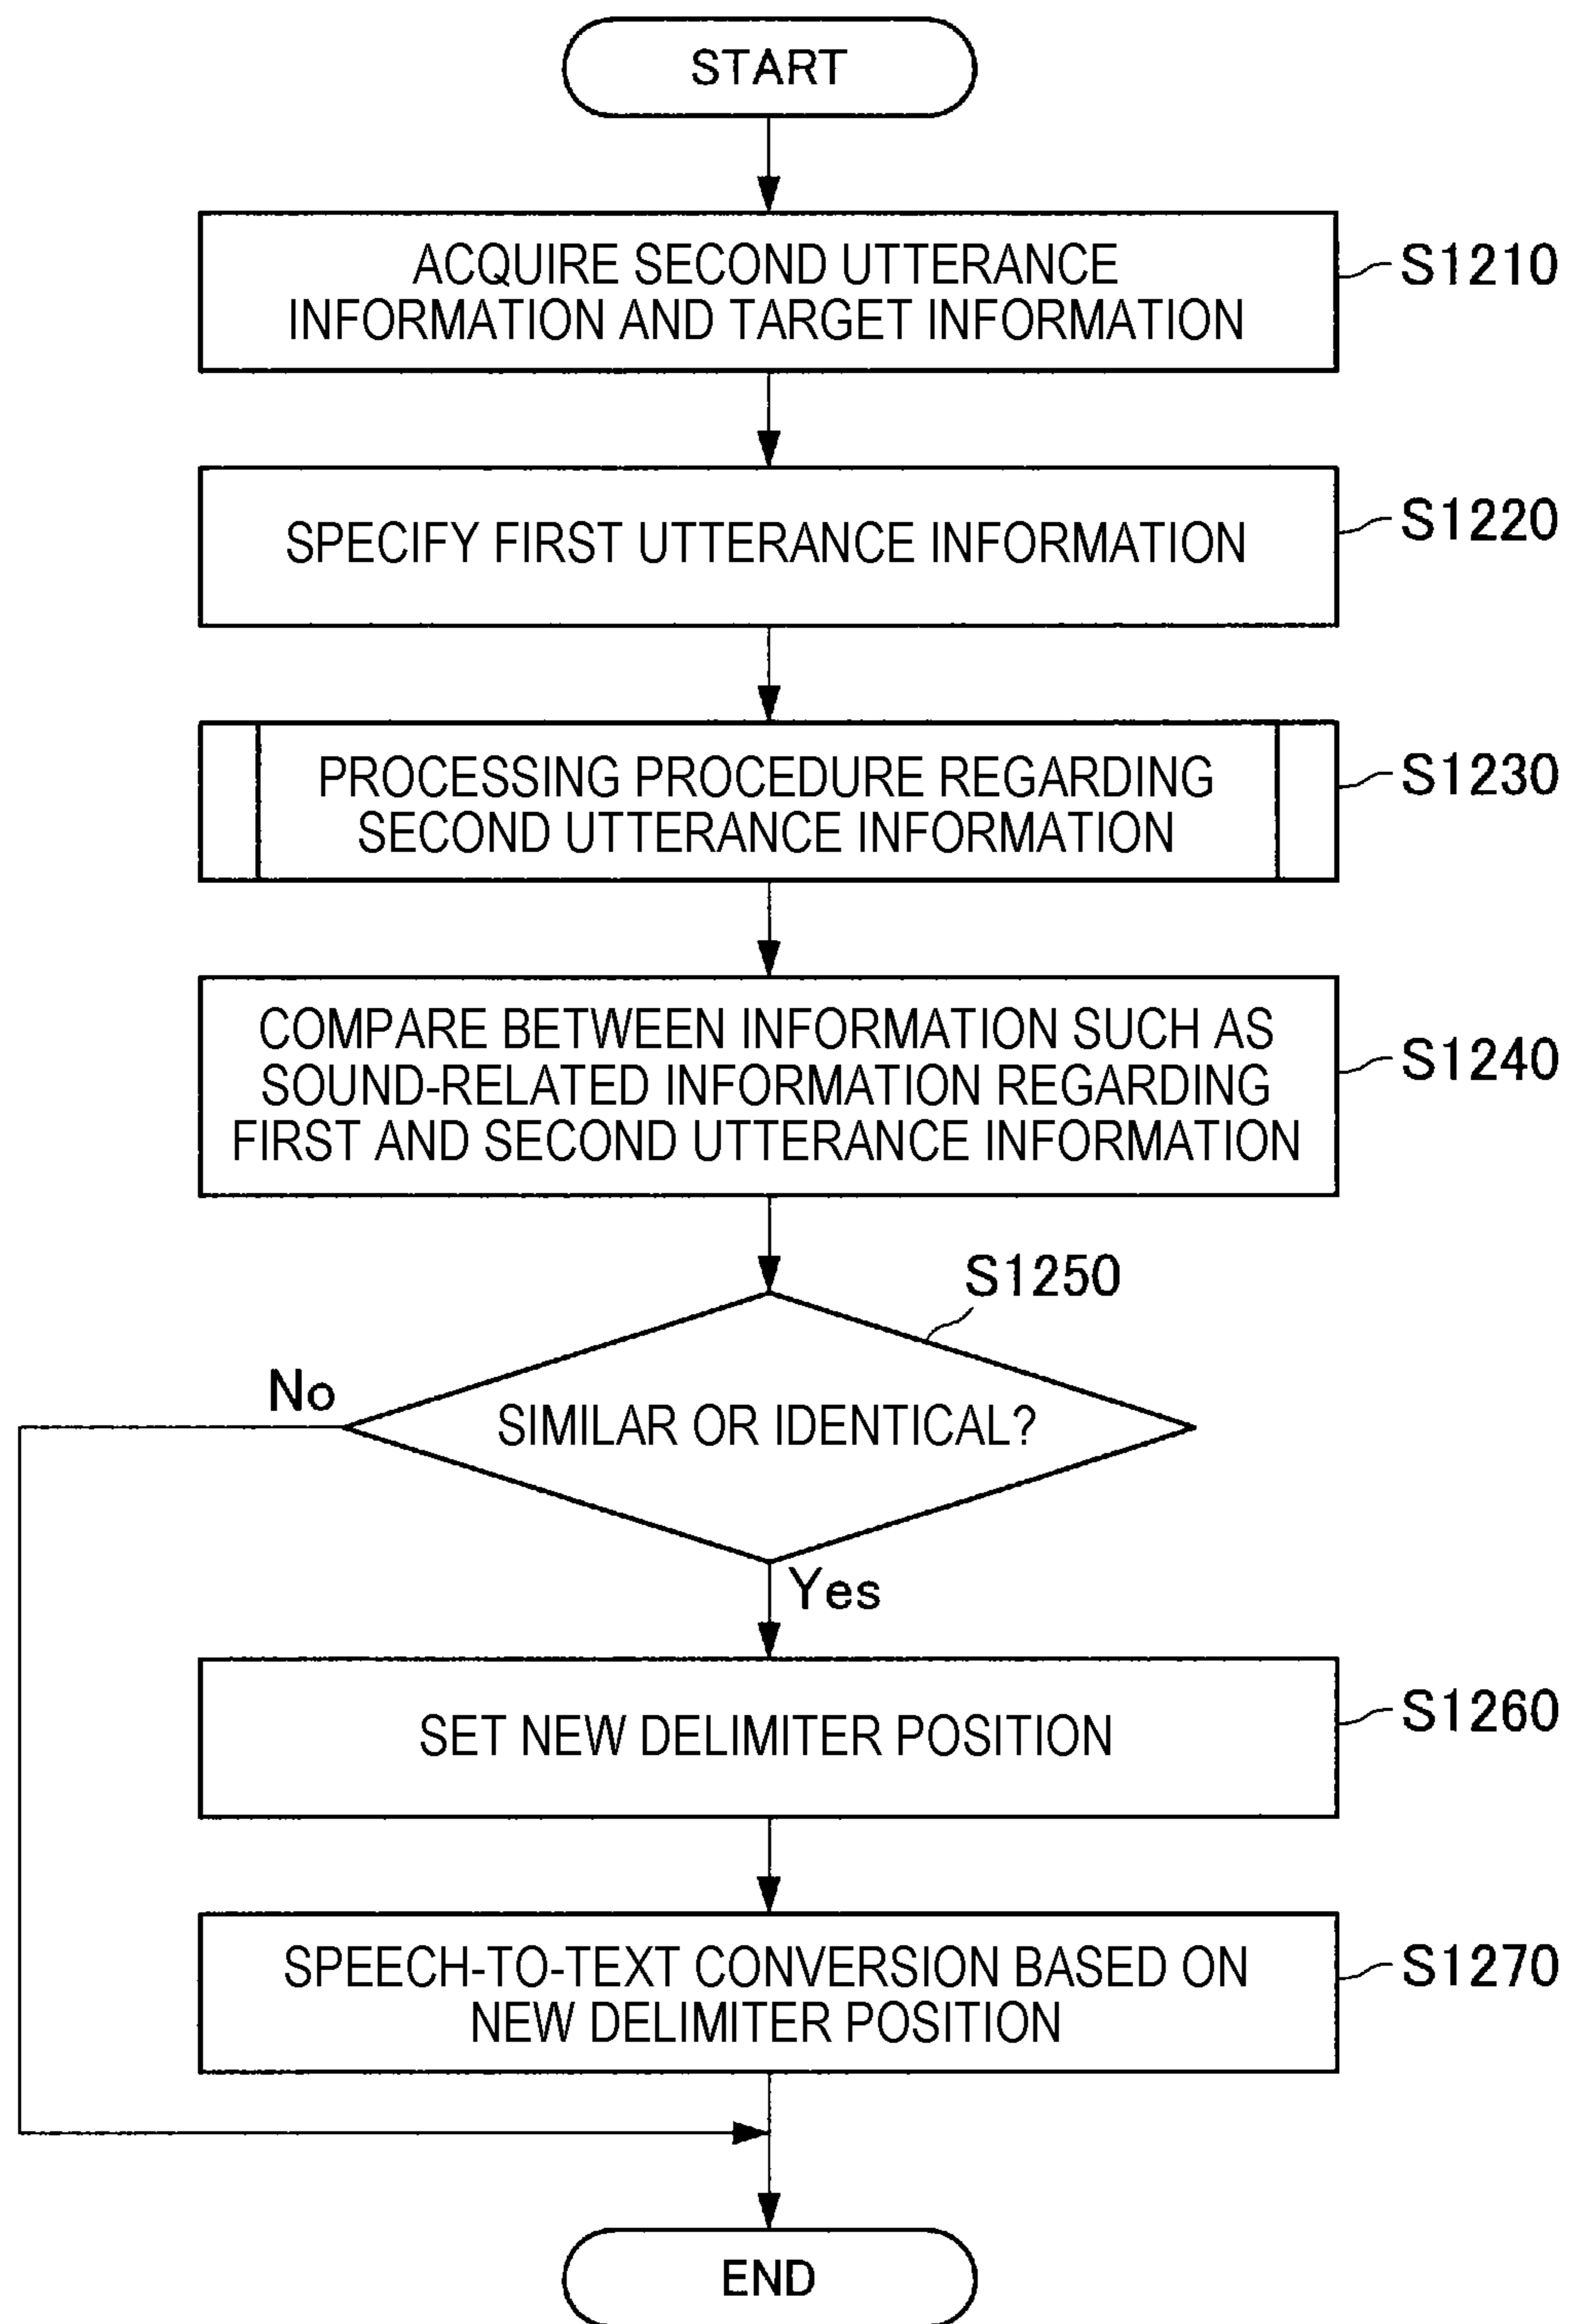 START
ACQUIRE SECOND UTTERANCE
INFORMATION AND TARGET INFORMATION
S1210
SPECIFY FIRST UTTERANCE INFORMATION
S1220
PROCESSING PROCEDURE REGARDING
SECOND UTTERANCE INFORMATION
S1230
COMPARE BETWEEN INFORMATION SUCH AS
SOUND-RELATED INFORMATION REGARDING
FIRST AND SECOND UTTERANCE INFORMATION
S1240
S1250
No
SIMILAR OR IDENTICAL?
Yes
SET NEW DELIMITER POSITION
S1260
SPEECH-TO-TEXT CONVERSION BASED ON
NEW DELIMITER POSITION
S1270
END